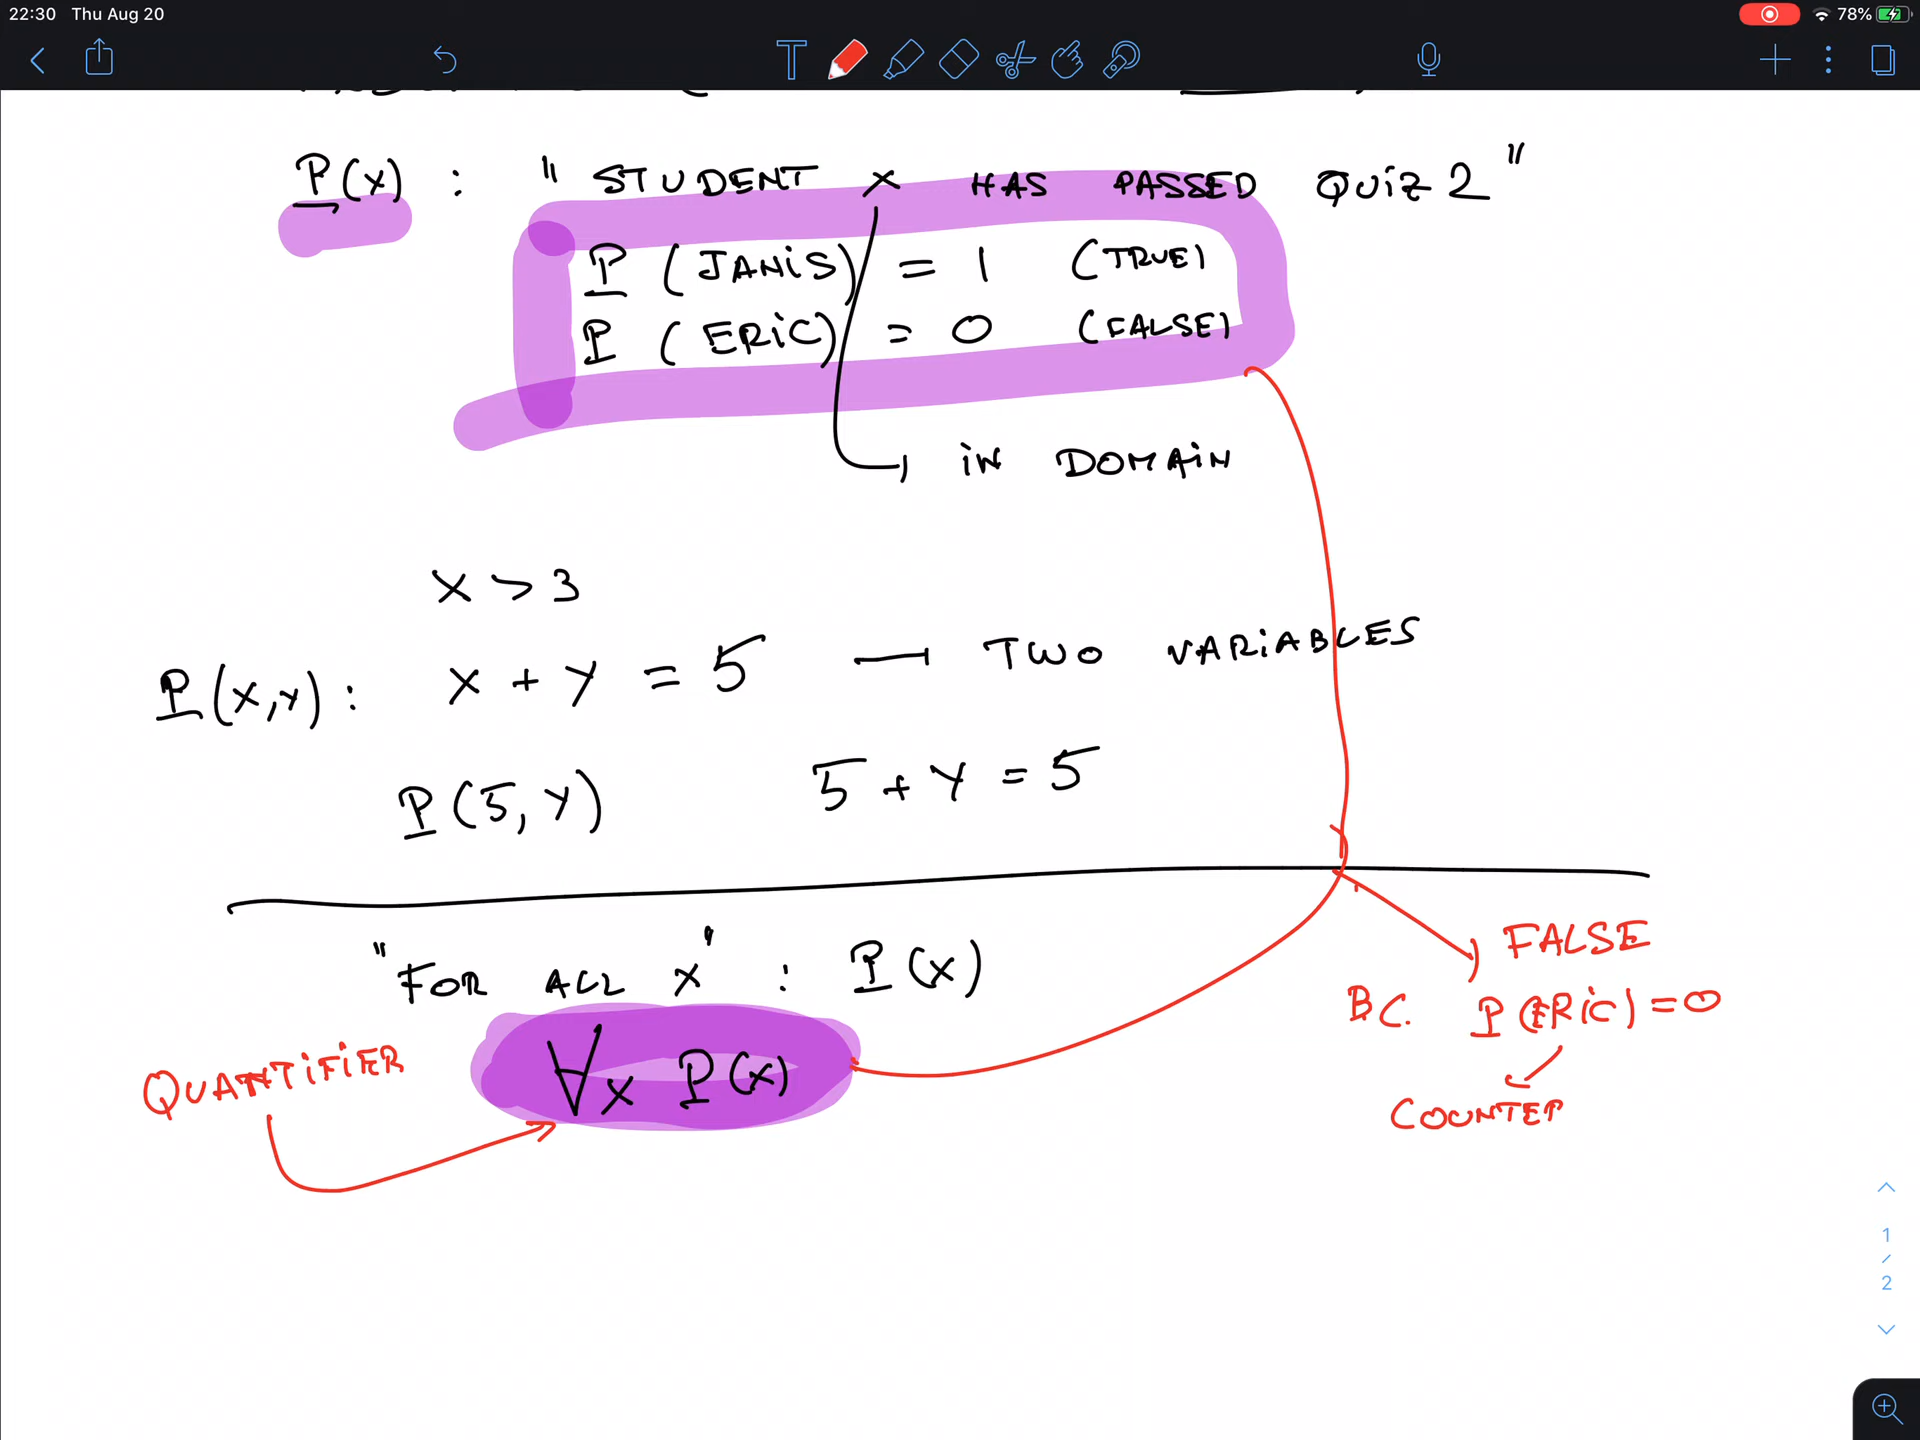 22:30 Thu Aug 20
78%
P(x) : "STUDENT x HAS PASSED QUIZ 2"
P (JANIS) = 1 (TRUE)
P (ERIC) = 0 (FALSE)
IN DOMAIN
x > 3
P(x,y) : x + y = 5 — TWO VARIABLES
P(5, y) 5 + y = 5
"FOR ALL x" : P(x)
FALSE
B.C. P(ERIC) = 0
QUANTIFIER ∀x P(x)
COUNTER
1
/
2